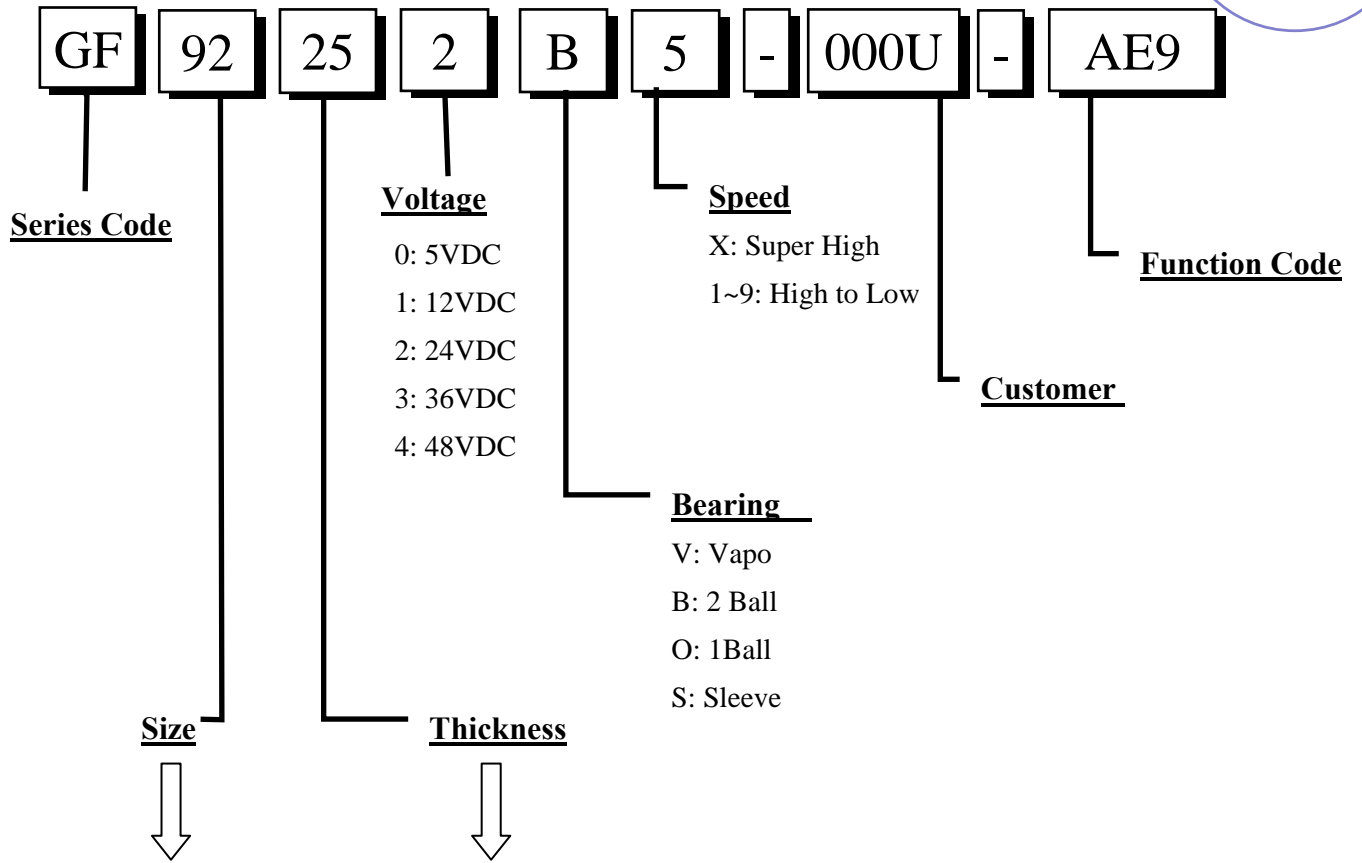 GF 92 25 2 B 5 - 000U - AE9
Series Code
Voltage
0: 5VDC
1: 12VDC
2: 24VDC
3: 36VDC
4: 48VDC
Speed
X: Super High
1~9: High to Low
Function Code
Customer
Bearing
V: Vapo
B: 2 Ball
O: 1Ball
S: Sleeve
Size
Thickness